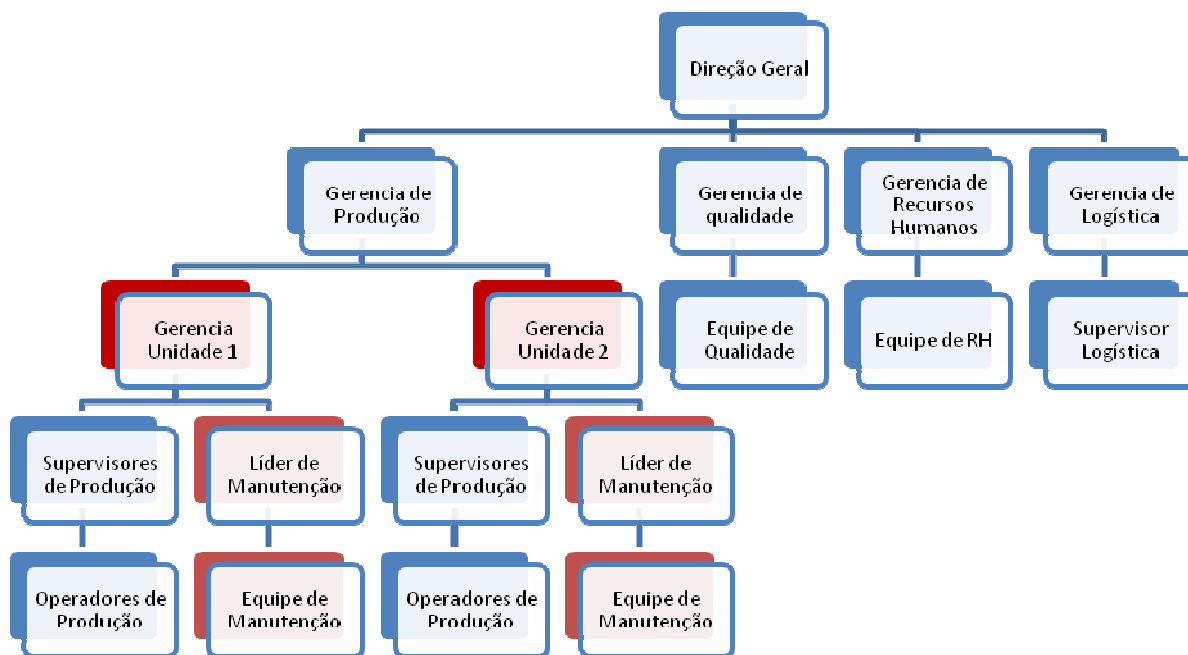 Direção Geral
Gerencia de
Produção
Gerencia de
qualidade
Gerencia de
Recursos
Humanos
Gerencia de
Logística
Gerencia
Unidade 1
Gerencia
Unidade 2
Equipe de
Qualidade
Equipe de RH
Supervisor
Logística
Supervisores
de Produção
Líder de
Manutenção
Supervisores
de Produção
Líder de
Manutenção
Operadores de
Produção
Equipe de
Manutenção
Operadores de
Produção
Equipe de
Manutenção